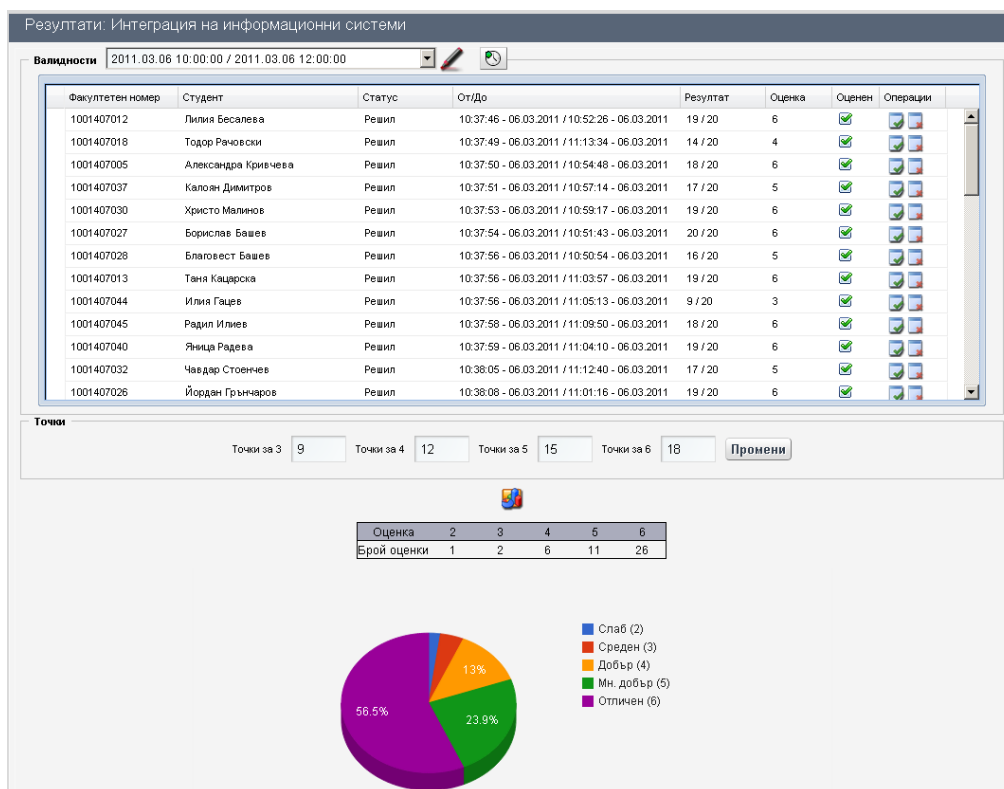 Резултати: Интеграция на информационни системи
Валидности 2011.03.06 10:00:00 / 2011.03.06 12:00:00
Факултетен номер Студент Статус От/До Резултат Оценка Оценен Операции
1001407012 Лилия Бесалева Решил 10:37:46 - 06.03.2011 / 10:52:26 - 06.03.2011 19 / 20 6
1001407018 Тодор Рачовски Решил 10:37:49 - 06.03.2011 / 11:13:34 - 06.03.2011 14 / 20 4
1001407005 Александра Кривчева Решил 10:37:50 - 06.03.2011 / 10:54:48 - 06.03.2011 18 / 20 6
1001407037 Калоян Димитров Решил 10:37:51 - 06.03.2011 / 10:57:14 - 06.03.2011 17 / 20 5
1001407030 Христо Малинов Решил 10:37:53 - 06.03.2011 / 10:59:17 - 06.03.2011 19 / 20 6
1001407027 Борислав Башев Решил 10:37:54 - 06.03.2011 / 10:51:43 - 06.03.2011 20 / 20 6
1001407028 Благовест Башев Решил 10:37:56 - 06.03.2011 / 10:50:54 - 06.03.2011 16 / 20 5
1001407013 Таня Кацарска Решил 10:37:56 - 06.03.2011 / 11:03:57 - 06.03.2011 19 / 20 6
1001407044 Илия Гацев Решил 10:37:56 - 06.03.2011 / 11:05:13 - 06.03.2011 9 / 20 3
1001407045 Радил Илиев Решил 10:37:58 - 06.03.2011 / 11:09:50 - 06.03.2011 18 / 20 6
1001407040 Яница Радева Решил 10:37:59 - 06.03.2011 / 11:04:10 - 06.03.2011 19 / 20 6
1001407032 Чавдар Стоенчев Решил 10:38:05 - 06.03.2011 / 11:12:40 - 06.03.2011 17 / 20 5
1001407026 Йордан Грънчаров Решил 10:38:08 - 06.03.2011 / 11:01:16 - 06.03.2011 19 / 20 6
Точки
Точки за 3 9 Точки за 4 12 Точки за 5 15 Точки за 6 18 Промени
Оценка 2 3 4 5 6
Брой оценки 1 2 6 11 26
Слаб (2)
Среден (3)
Добър (4)
Мн. добър (5)
Отличен (6)
13%
56.5%
23.9%